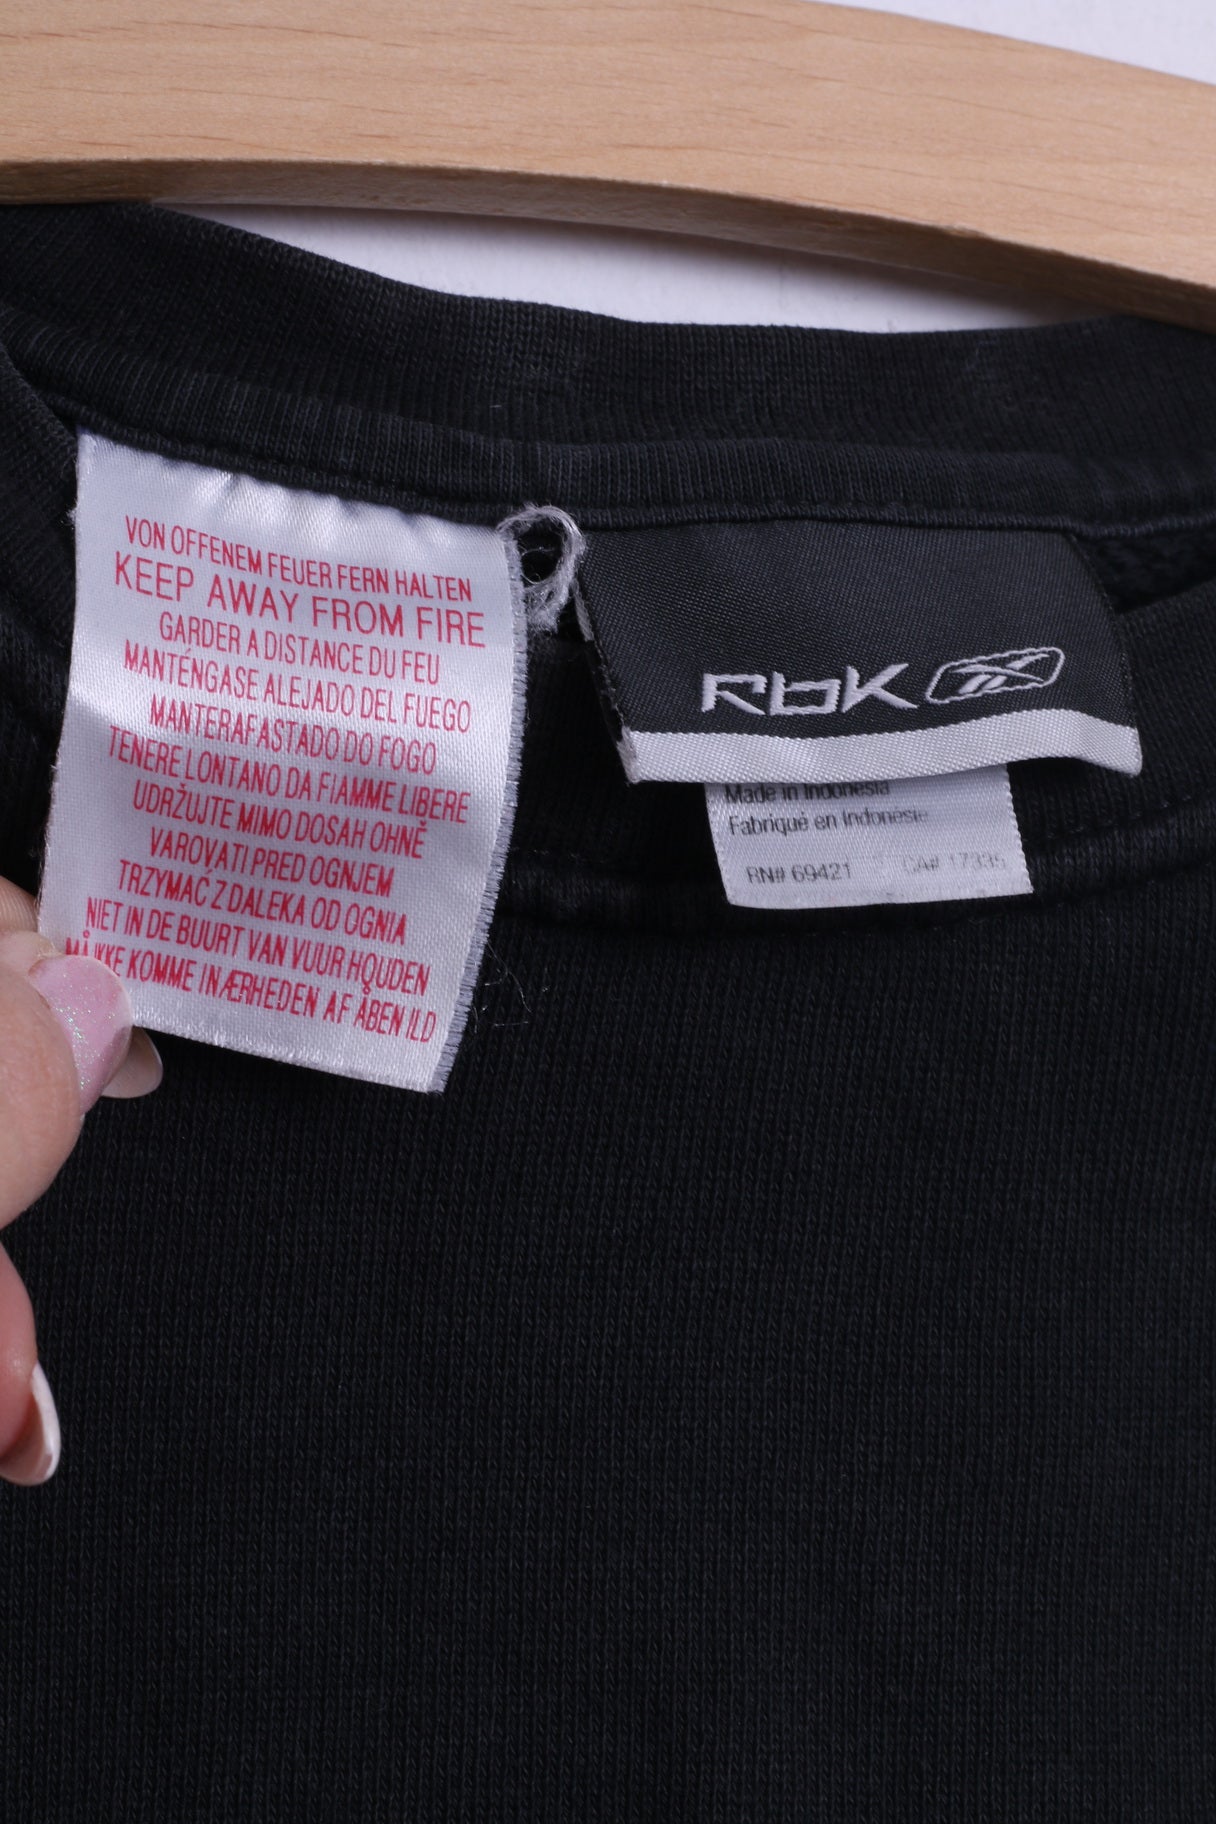 VON OFFENEM FEUER FERN HALTEN
KEEP AWAY FROM FIRE
GARDER A DISTANCE DU FEU
MANTÉNGASE ALEJADO DEL FUEGO
MANTERAFASTADO DO FOGO
TENERE LONTANO DA FIAMME LIBERE
UDRŽUJTE MIMO DOSAH OHNĚ
VAROVATI PRED OGNJEM
TRZYMAĆ Z DALEKA OD OGNIA
NIET IN DE BUURT VAN VUUR HOUDEN
MÅ IKKE KOMME IN ÆRHEDEN AF ÅBEN ILD
RbK
Made in Indonesia
Fabriqué en Indonésie
RN# 69421 CA# 17335